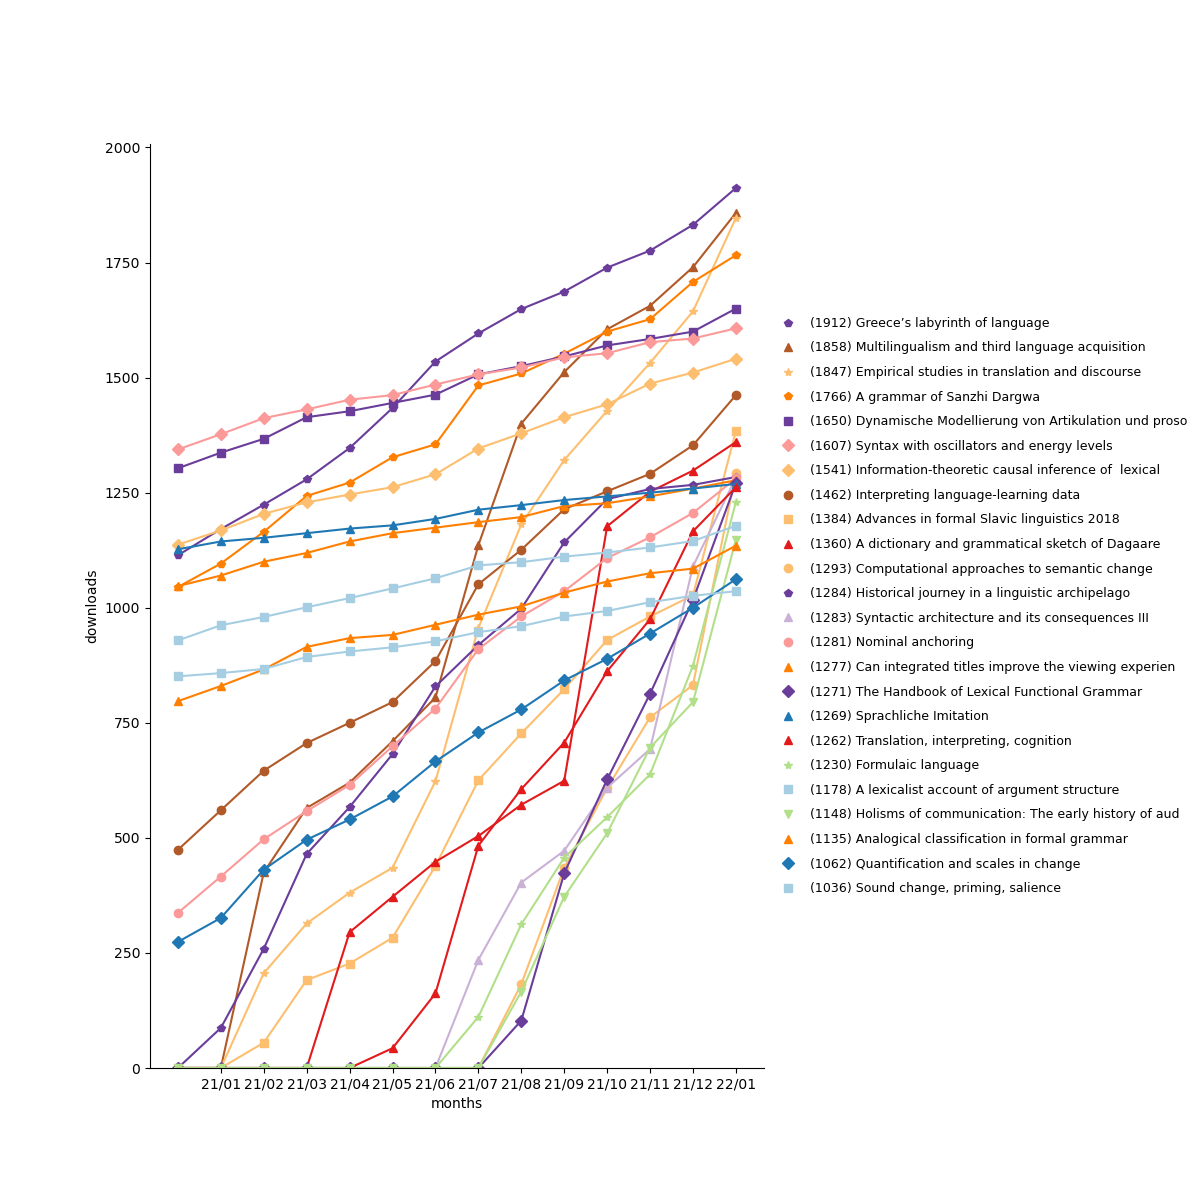 2000
1750
1500
1250
1000
750
500
250
0
downloads
21/01 21/02 21/03 21/04 21/05 21/06 21/07 21/08 21/09 21/10 21/11 21/12 22/01
months
(1912) Greece’s labyrinth of language
(1858) Multilingualism and third language acquisition
(1847) Empirical studies in translation and discourse
(1766) A grammar of Sanzhi Dargwa
(1650) Dynamische Modellierung von Artikulation und proso
(1607) Syntax with oscillators and energy levels
(1541) Information-theoretic causal inference of  lexical
(1462) Interpreting language-learning data
(1384) Advances in formal Slavic linguistics 2018
(1360) A dictionary and grammatical sketch of Dagaare
(1293) Computational approaches to semantic change
(1284) Historical journey in a linguistic archipelago
(1283) Syntactic architecture and its consequences III
(1281) Nominal anchoring
(1277) Can integrated titles improve the viewing experien
(1271) The Handbook of Lexical Functional Grammar
(1269) Sprachliche Imitation
(1262) Translation, interpreting, cognition
(1230) Formulaic language
(1178) A lexicalist account of argument structure
(1148) Holisms of communication: The early history of aud
(1135) Analogical classification in formal grammar
(1062) Quantification and scales in change
(1036) Sound change, priming, salience